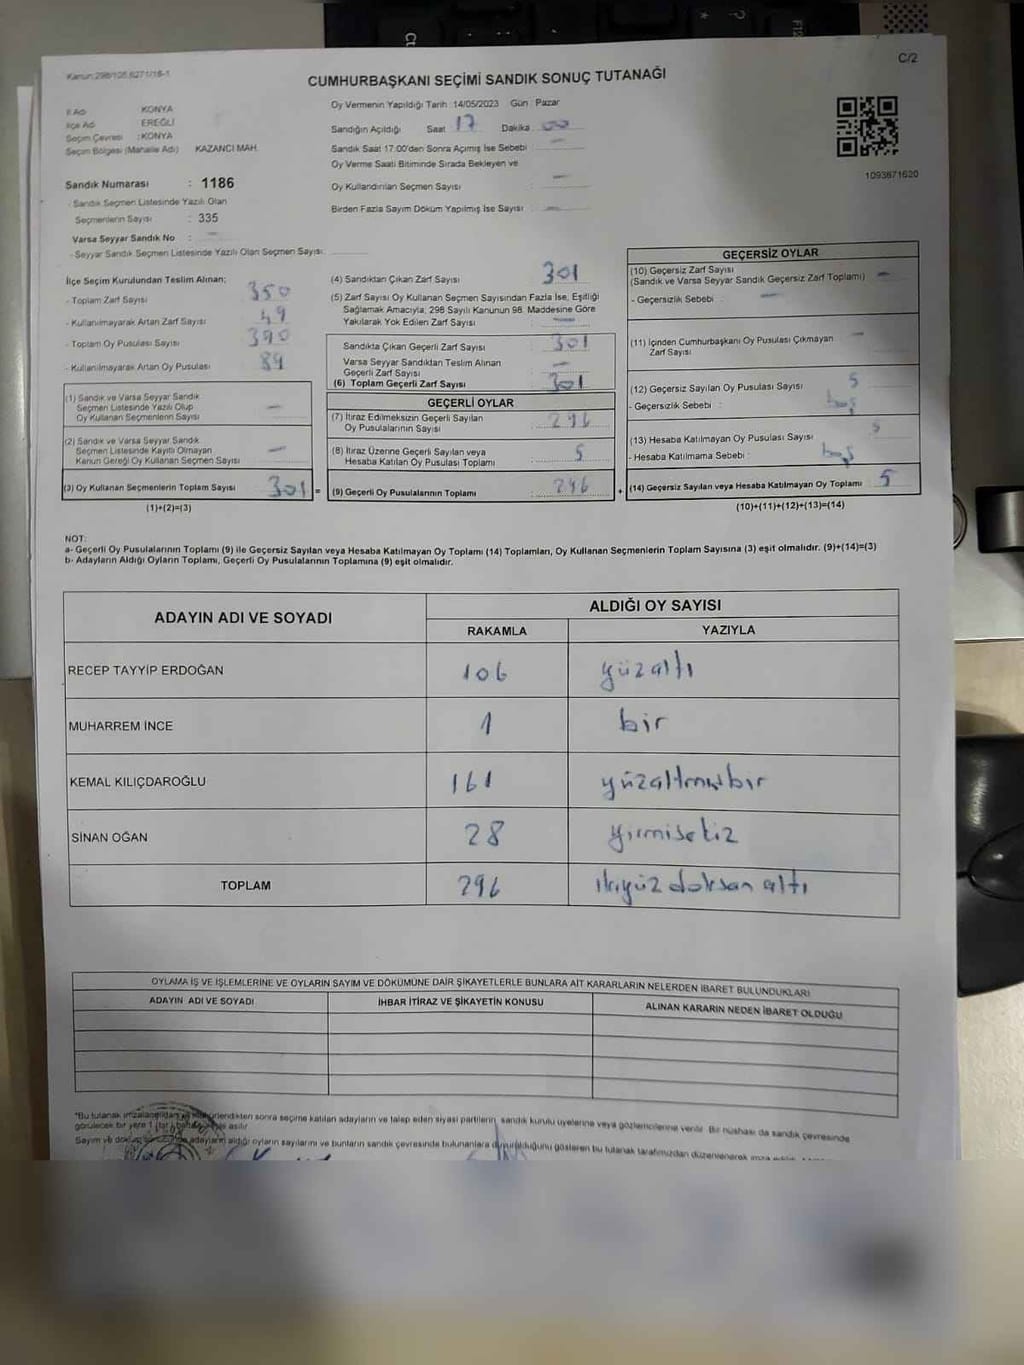 Kanun:298/105,6271/16-1
C/2
CUMHURBAŞKANI SEÇİMİ SANDIK SONUÇ TUTANAĞI
İl Adı KONYA
İlçe Adı EREĞLİ
Seçim Çevresi :KONYA
Seçim Bölgesi (Mahalle Adı) KAZANCI MAH.
Oy Vermenin Yapıldığı Tarih 14/05/2023 Gün Pazar
Sandığın Açıldığı Saat 17 Dakika 00
Sandık Saat 17:00'den Sonra Açımış İse Sebebi : —
Oy Verme Saati Bitiminde Sırada Bekleyen ve
Oy Kullandırılan Seçmen Sayısı : —
Birden Fazla Sayım Döküm Yapılmış İse Sayısı : —
1093671620
Sandık Numarası : 1186
- Sandık Seçmen Listesinde Yazılı Olan
Seçmenlerin Sayısı : 335
Varsa Seyyar Sandık No : —
- Seyyar Sandık Seçmen Listesinde Yazılı Olan Seçmen Sayısı:
İlçe Seçim Kurulundan Teslim Alınan;
- Toplam Zarf Sayısı 350
- Kullanılmayarak Artan Zarf Sayısı 49
- Toplam Oy Pusulası Sayısı 390
- Kullanılmayarak Artan Oy Pusulası 89
(1) Sandık ve Varsa Seyyar Sandık
Seçmen Listesinde Yazılı Olup
Oy Kullanan Seçmenlerin Sayısı —
(2) Sandık ve Varsa Seyyar Sandık
Seçmen Listesinde Kayıtlı Olmayan
Kanun Gereği Oy Kullanan Seçmen Sayısı —
(3) Oy Kullanan Seçmenlerin Toplam Sayısı 301 =
(1)+(2)=(3)
(4) Sandıktan Çıkan Zarf Sayısı 301
(5) Zarf Sayısı Oy Kullanan Seçmen Sayısından Fazla İse, Eşitliği
Sağlamak Amacıyla, 298 Sayılı Kanunun 98. Maddesine Göre
Yakılarak Yok Edilen Zarf Sayısı —
Sandıkta Çıkan Geçerli Zarf Sayısı 301
Varsa Seyyar Sandıktan Teslim Alınan
Geçerli Zarf Sayısı —
(6) Toplam Geçerli Zarf Sayısı 301
GEÇERLİ OYLAR
(7) İtiraz Edilmeksizin Geçerli Sayılan
Oy Pusulalarının Sayısı 296
(8) İtiraz Üzerine Geçerli Sayılan veya
Hesaba Katılan Oy Pusulası Toplamı 5
(9) Geçerli Oy Pusulalarının Toplamı 296 +
GEÇERSİZ OYLAR
(10) Geçersiz Zarf Sayısı
(Sandık ve Varsa Seyyar Sandık Geçersiz Zarf Toplamı) —
- Geçersizlik Sebebi : —
(11) İçinden Cumhurbaşkanı Oy Pusulası Çıkmayan
Zarf Sayısı —
(12) Geçersiz Sayılan Oy Pusulası Sayısı 5
- Geçersizlik Sebebi : boş
(13) Hesaba Katılmayan Oy Pusulası Sayısı 5
- Hesaba Katılmama Sebebi : boş
(14) Geçersiz Sayılan veya Hesaba Katılmayan Oy Toplamı 5
(10)+(11)+(12)+(13)=(14)
NOT:
a- Geçerli Oy Pusulalarının Toplamı (9) ile Geçersiz Sayılan veya Hesaba Katılmayan Oy Toplamı (14) Toplamları, Oy Kullanan Seçmenlerin Toplam Sayısına (3) eşit olmalıdır. (9)+(14)=(3)
b- Adayların Aldığı Oyların Toplamı, Geçerli Oy Pusulalarının Toplamına (9) eşit olmalıdır.
ADAYIN ADI VE SOYADI ALDIĞI OY SAYISI
RAKAMLA YAZIYLA
RECEP TAYYİP ERDOĞAN 106 yüzaltı
MUHARREM İNCE 1 bir
KEMAL KILIÇDAROĞLU 161 yüzaltmışbir
SİNAN OĞAN 28 yirmisekiz
TOPLAM 296 ikiyüz doksan altı
OYLAMA İŞ VE İŞLEMLERİNE VE OYLARIN SAYIM VE DÖKÜMÜNE DAİR ŞİKAYETLERLE BUNLARA AİT KARARLARIN NELERDEN İBARET BULUNDUKLARI
ADAYIN ADI VE SOYADI İHBAR İTİRAZ VE ŞİKAYETİN KONUSU ALINAN KARARIN NEDEN İBARET OLDUĞU
*Bu tutanak sonra seçime katılan adayların ve talep eden siyasi partilerin, sandık kurulu üyelerine veya gözlemcilerine verilir. Bir nüshası da sandık çevresinde
görülecek bir yere asılır
Sayım ve adayların aldığı oyların sayılarını ve bunların sandık çevresinde bulunanlara duyurulduğunu gösteren bu tutanak tarafımızdan düzenlenerek imza